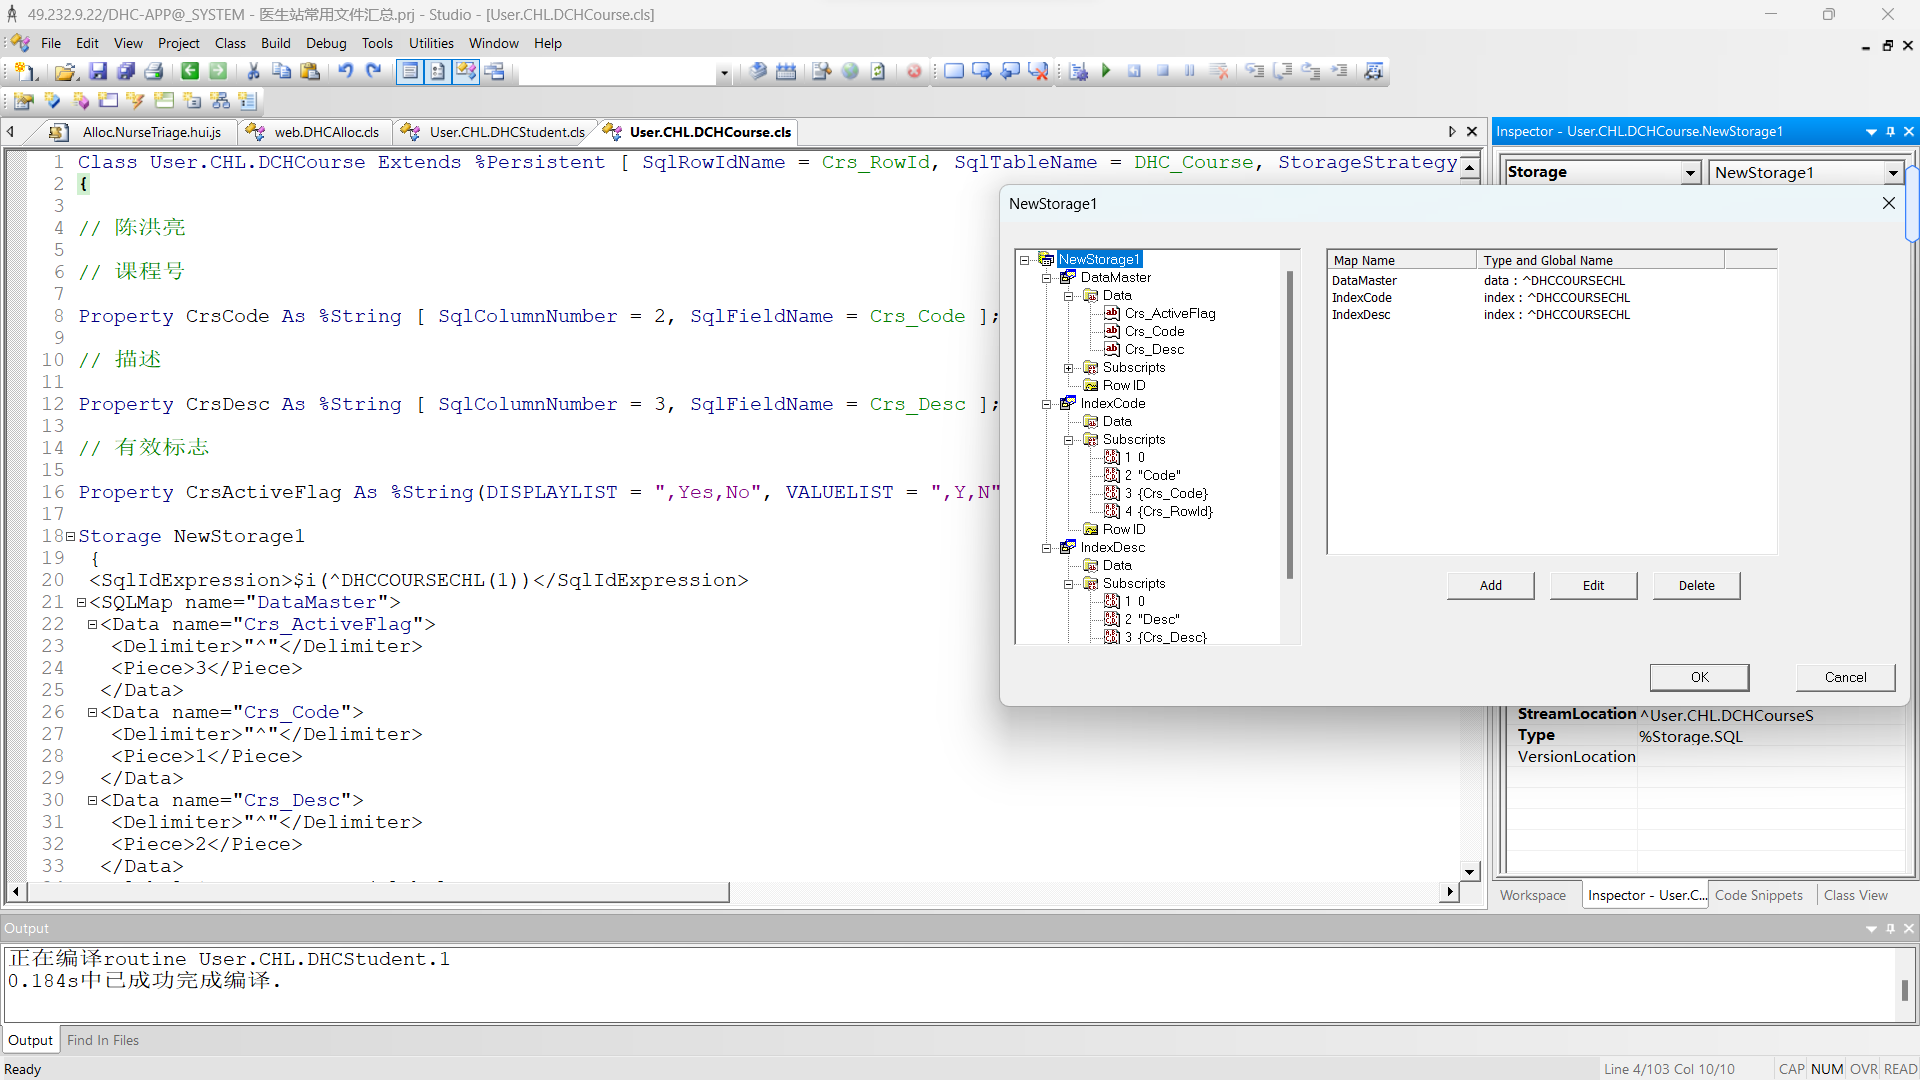 49.232.9.22/DHC-APP@_SYSTEM - 医生站常用文件汇总.prj - Studio - [User.CHL.DCHCourse.cls]
File Edit View Project Class Build Debug Tools Utilities Window Help
Alloc.NurseTriage.hui.js web.DHCAlloc.cls User.CHL.DHCStudent.cls User.CHL.DCHCourse.cls
1 Class User.CHL.DCHCourse Extends %Persistent [ SqlRowIdName = Crs_RowId, SqlTableName = DHC_Course, StorageStrategy
2 {
3
4 // 陈洪亮
5
6 // 课程号
7
8 Property CrsCode As %String [ SqlColumnNumber = 2, SqlFieldName = Crs_Code ];
9
10 // 描述
11
12 Property CrsDesc As %String [ SqlColumnNumber = 3, SqlFieldName = Crs_Desc ];
13
14 // 有效标志
15
16 Property CrsActiveFlag As %String(DISPLAYLIST = ",Yes,No", VALUELIST = ",Y,N"
17
18 Storage NewStorage1
19 {
20 <SqlIdExpression>$i(^DHCCOURSECHL(1))</SqlIdExpression>
21 <SQLMap name="DataMaster">
22 <Data name="Crs_ActiveFlag">
23 <Delimiter>"^"</Delimiter>
24 <Piece>3</Piece>
25 </Data>
26 <Data name="Crs_Code">
27 <Delimiter>"^"</Delimiter>
28 <Piece>1</Piece>
29 </Data>
30 <Data name="Crs_Desc">
31 <Delimiter>"^"</Delimiter>
32 <Piece>2</Piece>
33 </Data>
Inspector - User.CHL.DCHCourse.NewStorage1
Storage NewStorage1
NewStorage1
NewStorage1
DataMaster
Data
Crs_ActiveFlag
Crs_Code
Crs_Desc
Subscripts
Row ID
IndexCode
Data
Subscripts
1 0
2 "Code"
3 {Crs_Code}
4 {Crs_RowId}
Row ID
IndexDesc
Data
Subscripts
1 0
2 "Desc"
3 {Crs_Desc}
Map Name Type and Global Name
DataMaster data : ^DHCCOURSECHL
IndexCode index : ^DHCCOURSECHL
IndexDesc index : ^DHCCOURSECHL
Add Edit Delete
OK Cancel
StreamLocation ^User.CHL.DCHCourseS
Type %Storage.SQL
VersionLocation
Workspace Inspector - User.C... Code Snippets Class View
Output
正在编译routine User.CHL.DHCStudent.1
0.184s中已成功完成编译.
Output Find In Files
Ready Line 4/103 Col 10/10 CAP NUM OVR READ